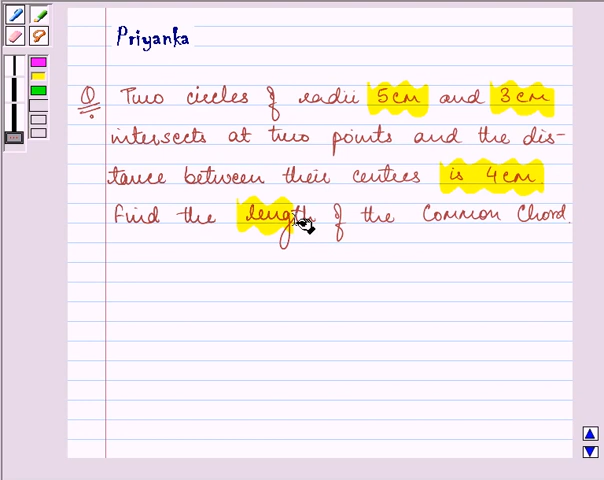 Priyanka
Q Two circles of radii 5cm and 3cm
intersects at two points and the dis-
tance between their centres is 4cm
Find the length of the Common Chord.